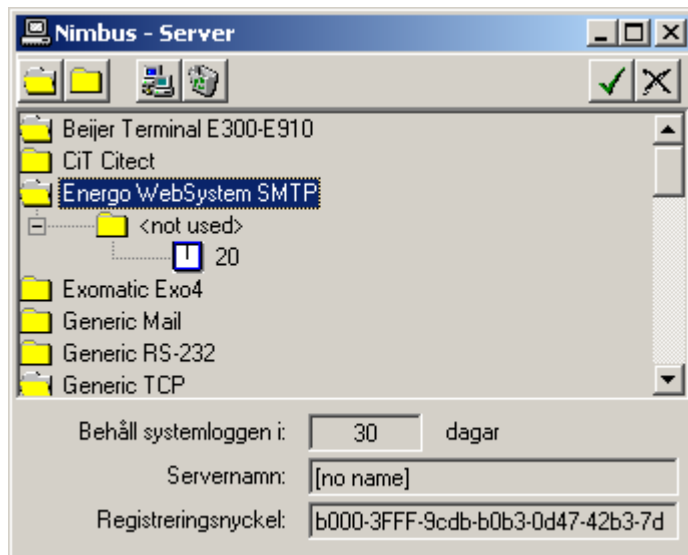 Nimbus - Server
Beijer Terminal E300-E910
CiT Citect
Energo WebSystem SMTP
<not used>
20
Exomatic Exo4
Generic Mail
Generic RS-232
Generic TCP
Behåll systemloggen i: 30 dagar
Servernamn: [no name]
Registreringsnyckel: b000-3FFF-9cdb-b0b3-0d47-42b3-7d